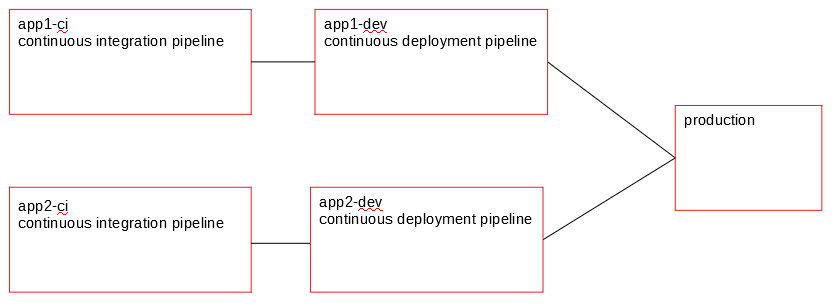 app1-ci
continuous integration pipeline
app1-dev
continuous deployment pipeline
production
app2-ci
continuous integration pipeline
app2-dev
continuous deployment pipeline